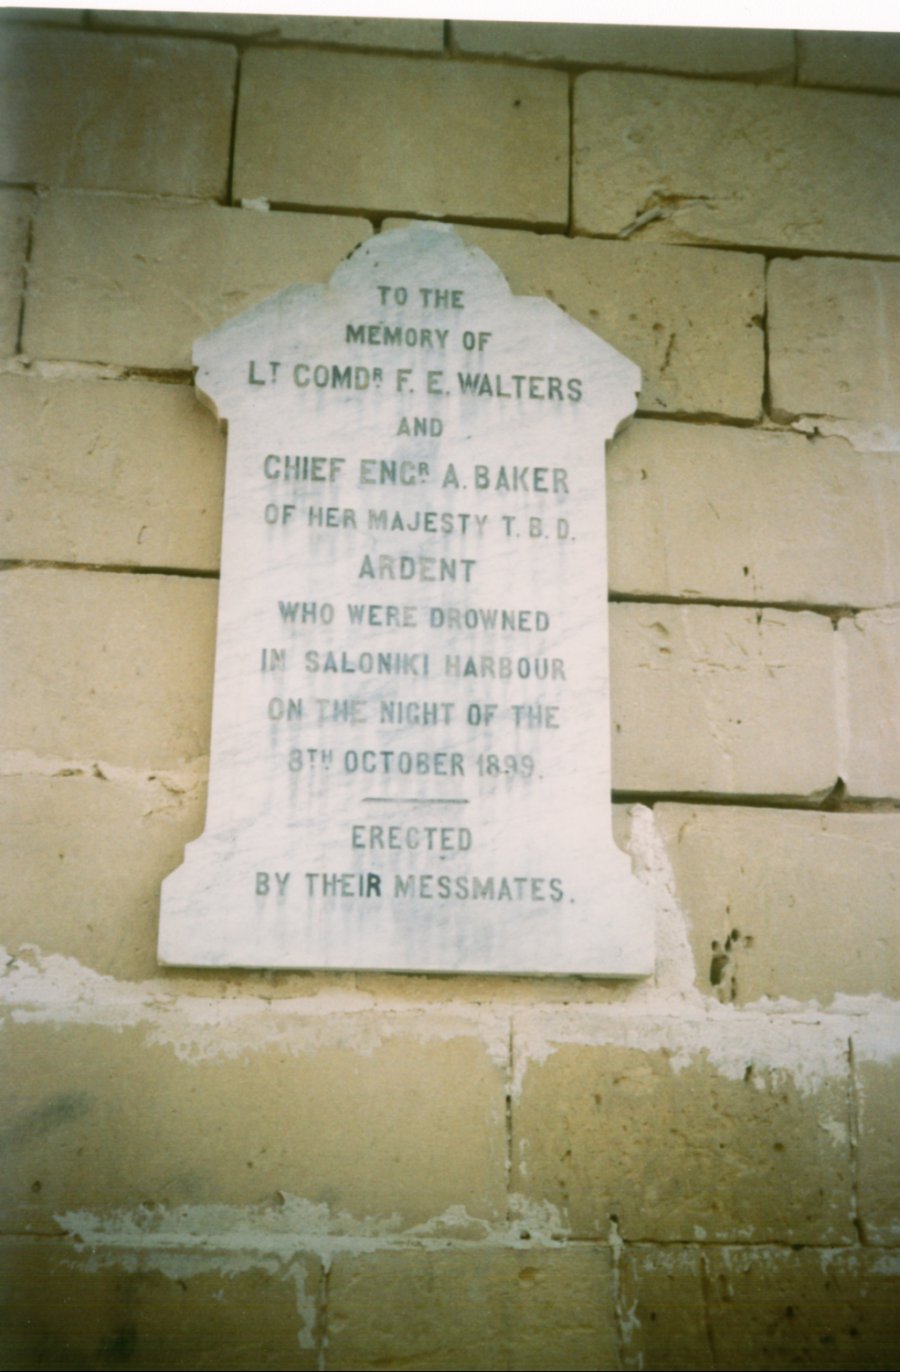 TO THE
MEMORY OF
LT COMDR F. E. WALTERS
AND
CHIEF ENGR A. BAKER
OF HER MAJESTY T. B. D.
ARDENT
WHO WERE DROWNED
IN SALONIKI HARBOUR
ON THE NIGHT OF THE
8TH OCTOBER 1899.
ERECTED
BY THEIR MESSMATES.